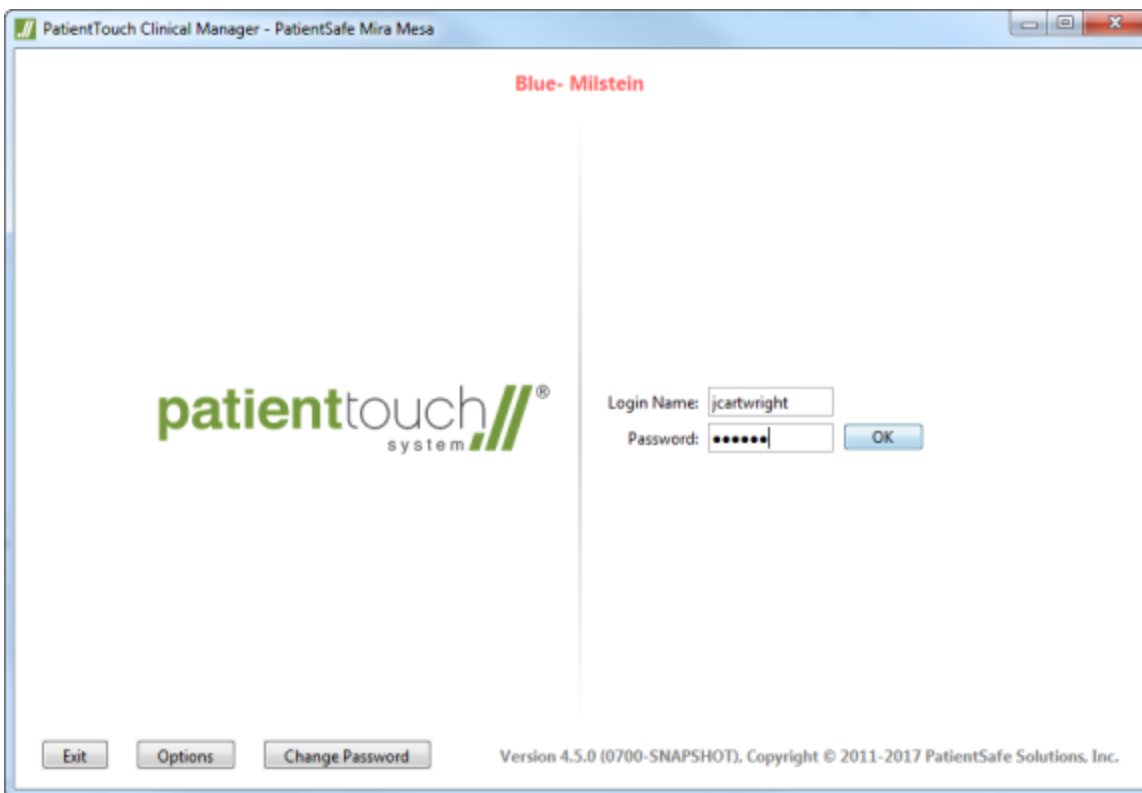 PatientTouch Clinical Manager - PatientSafe Mira Mesa
Blue- Milstein
patienttouch®
system
Login Name: jcartwright
Password: ●●●●●●
OK
Exit
Options
Change Password
Version 4.5.0 (0700-SNAPSHOT), Copyright © 2011-2017 PatientSafe Solutions, Inc.